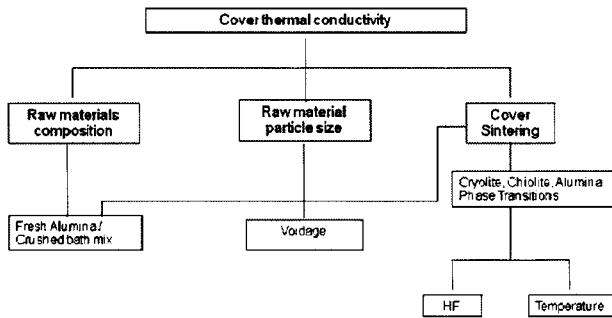 Cover thermal conductivity
Raw materials
composition
Raw material
particle size
Cover
Sintering
Cryolite, Chiolite, Alumina
Phase Transitions
Fresh Alumina/
Crushed bath mix
Voidage
HF
Temperature